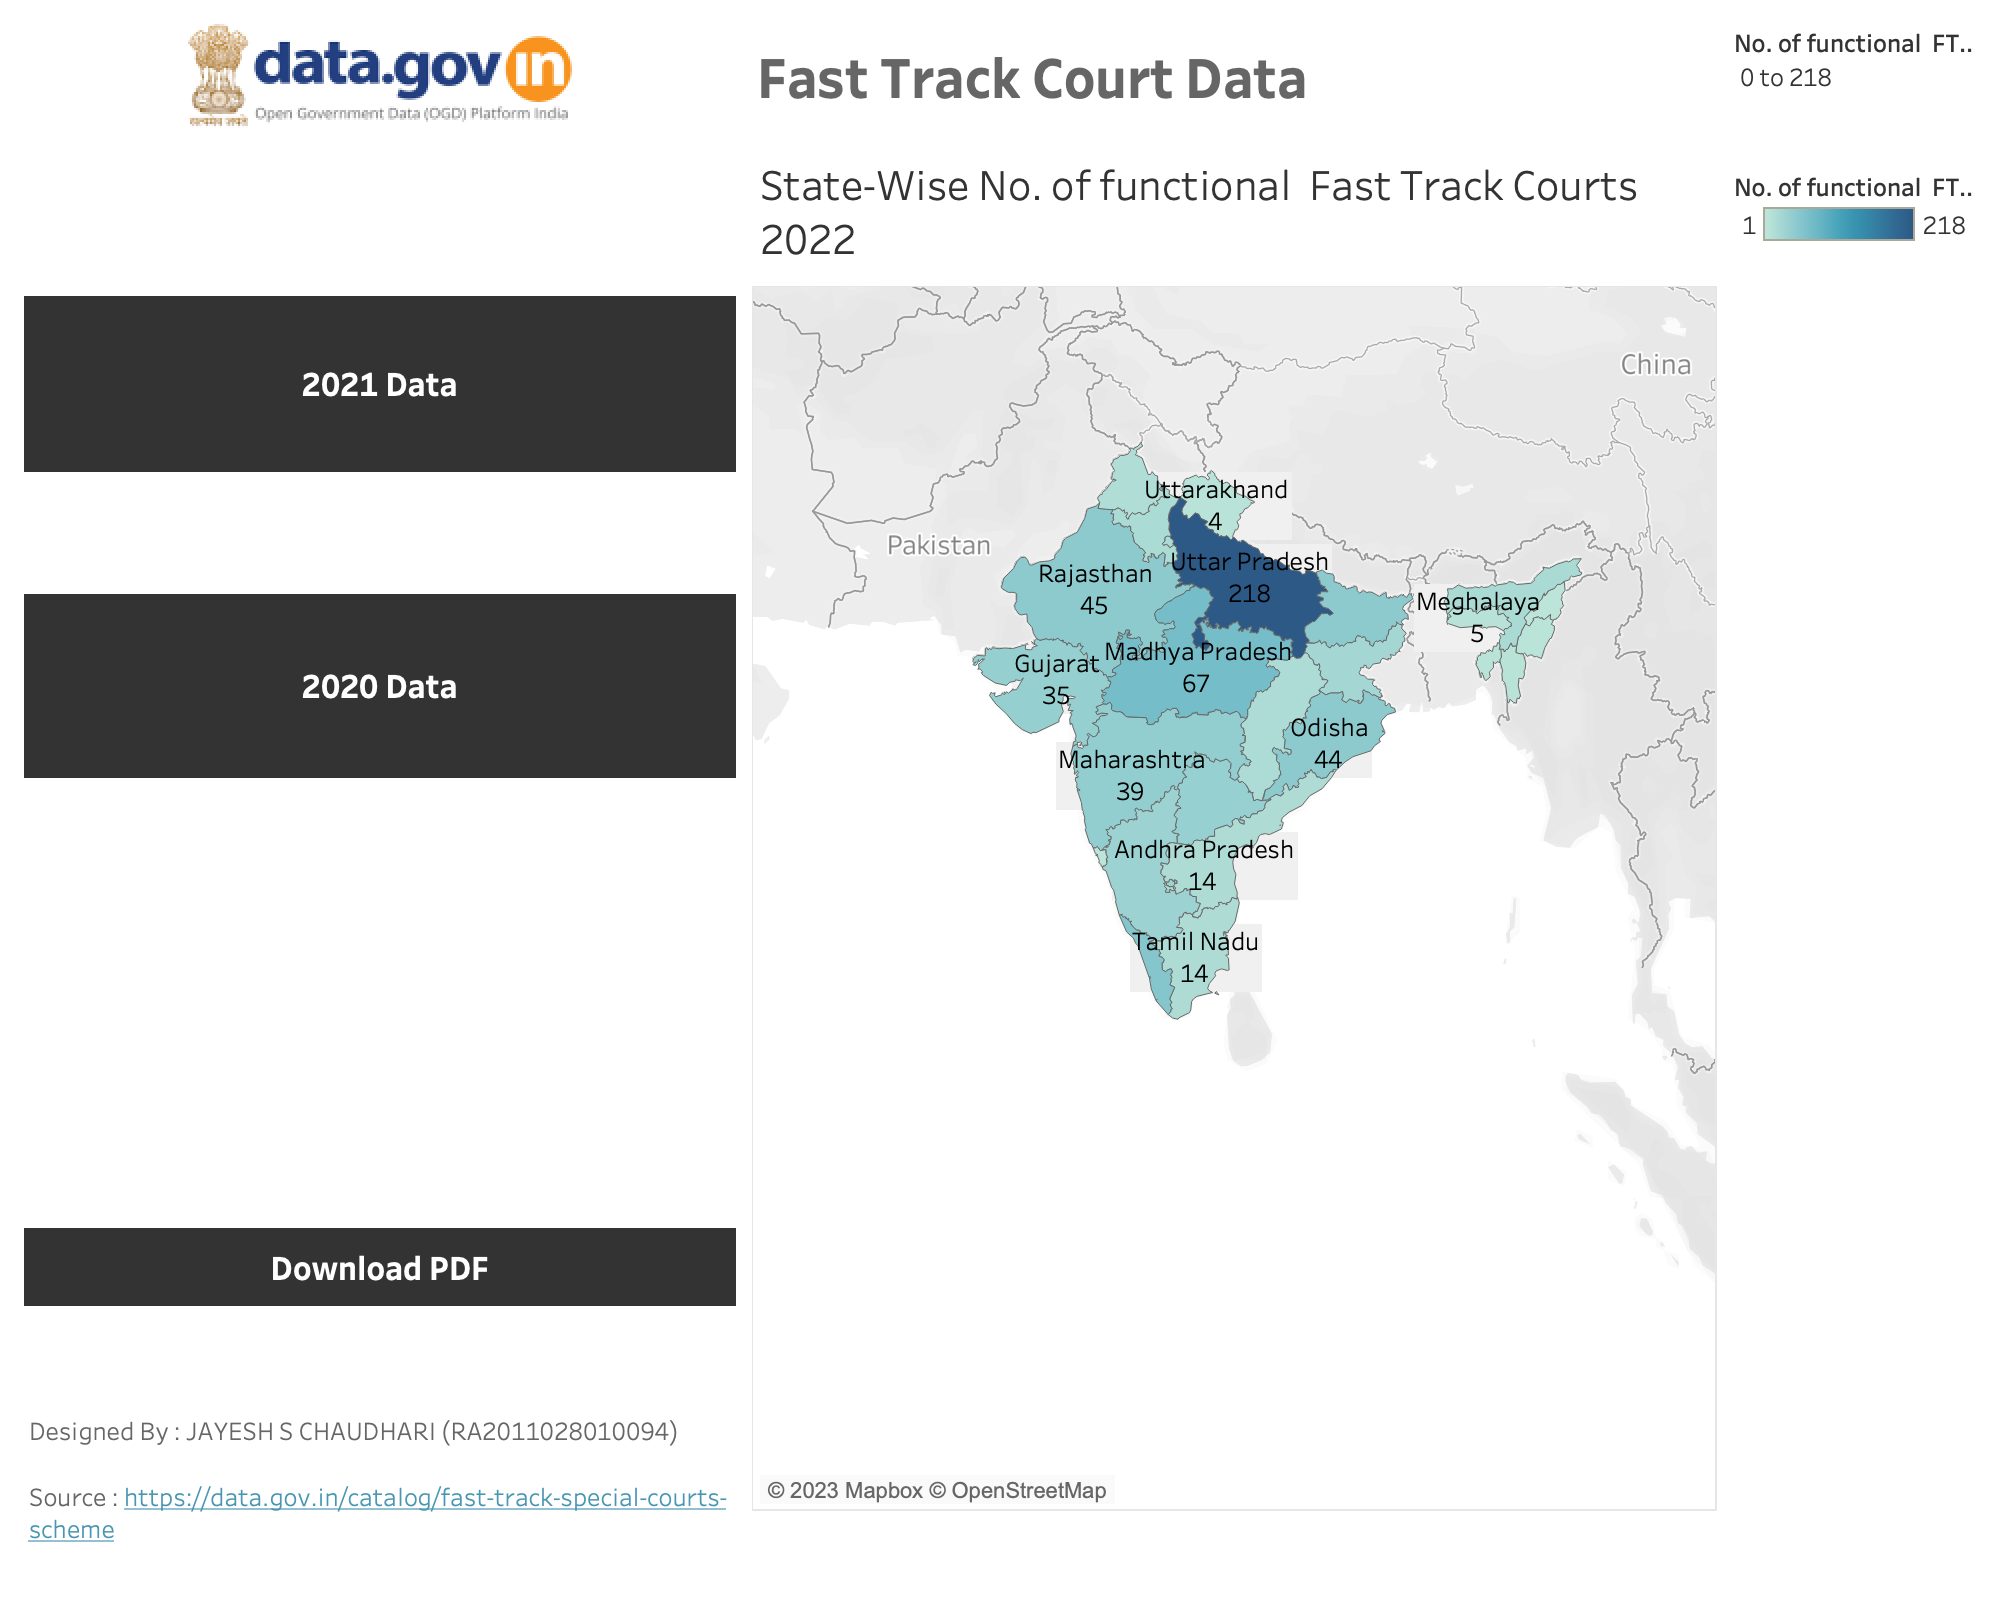 data.gov in
Open Government Data (OGD) Platform India
Fast Track Court Data
No. of functional FT..
0 to 218
State-Wise No. of functional Fast Track Courts
2022
No. of functional FT..
1 218
2021 Data
2020 Data
Download PDF
China
Pakistan
Uttarakhand
4
Uttar Pradesh
218
Rajasthan
45
Meghalaya
5
Madhya Pradesh
67
Gujarat
35
Odisha
44
Maharashtra
39
Andhra Pradesh
14
Tamil Nadu
14
Designed By : JAYESH S CHAUDHARI (RA2011028010094)
Source : https://data.gov.in/catalog/fast-track-special-courts-
scheme
© 2023 Mapbox © OpenStreetMap